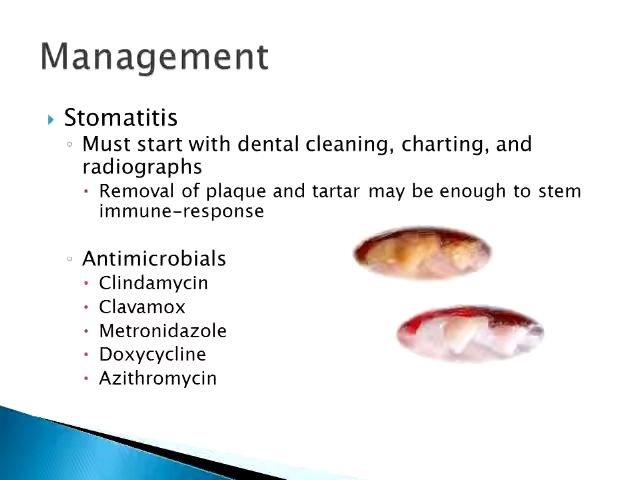 Management
Stomatitis
Must start with dental cleaning, charting, and
radiographs
Removal of plaque and tartar may be enough to stem
immune-response
Antimicrobials
Clindamycin
Clavamox
Metronidazole
Doxycycline
Azithromycin